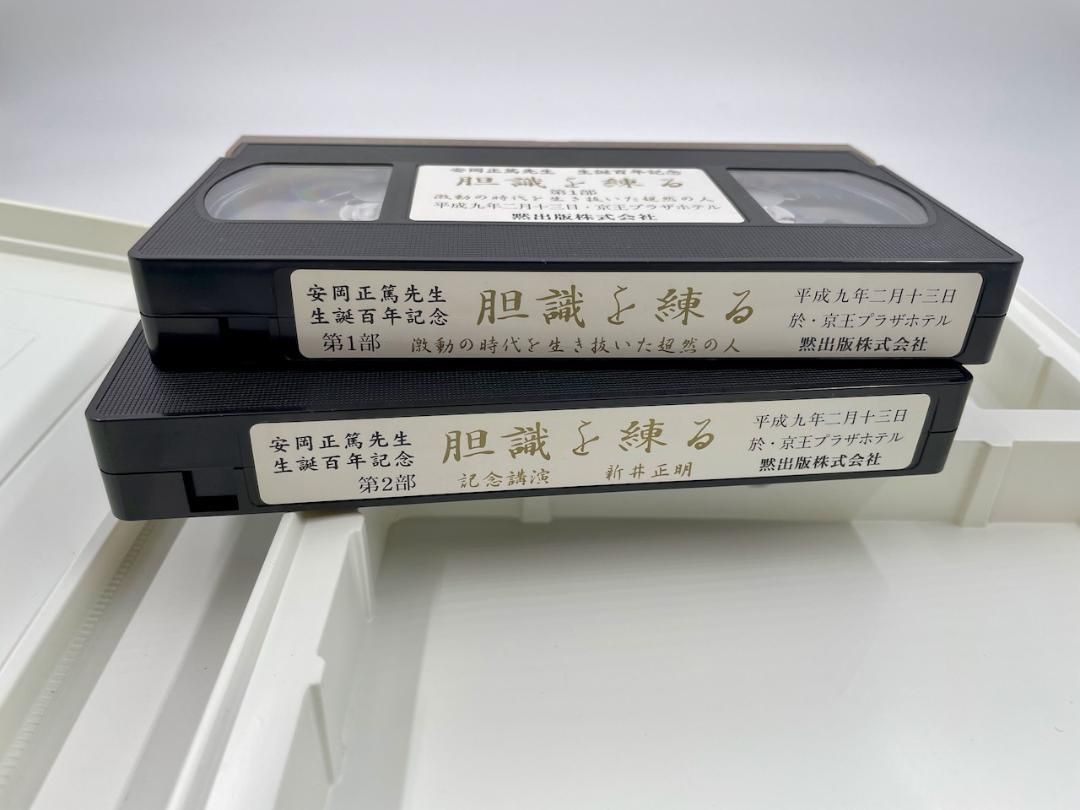 安岡正篤先生 生誕百年記念
胆識を練る
第1部
激動の時代を生き抜いた超然の人
平成九年二月十三日・京王プラザホテル
黙出版株式会社
安岡正篤先生
生誕百年記念
第1部
胆識を練る
激動の時代を生き抜いた超然の人
平成九年二月十三日
於・京王プラザホテル
黙出版株式会社
安岡正篤先生
生誕百年記念
第2部
胆識を練る
記念講演 新井正明
平成九年二月十三日
於・京王プラザホテル
黙出版株式会社